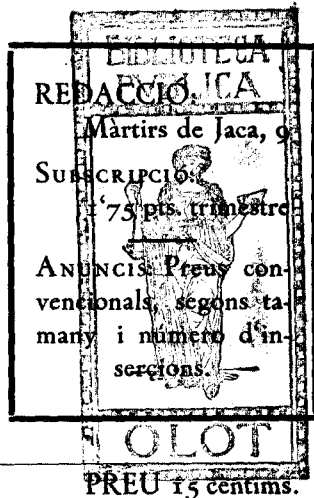 BIBLIOTECA
PUBLICA
REDACCIÓ:
Màrtirs de Jaca, 9
SUBSCRIPCIÓ:
1'75 pts. trimestre
ANUNCIS: Preus con-
vencionals, segons ta-
many i número d'in-
sercions.
OLOT
PREU 15 cèntims.